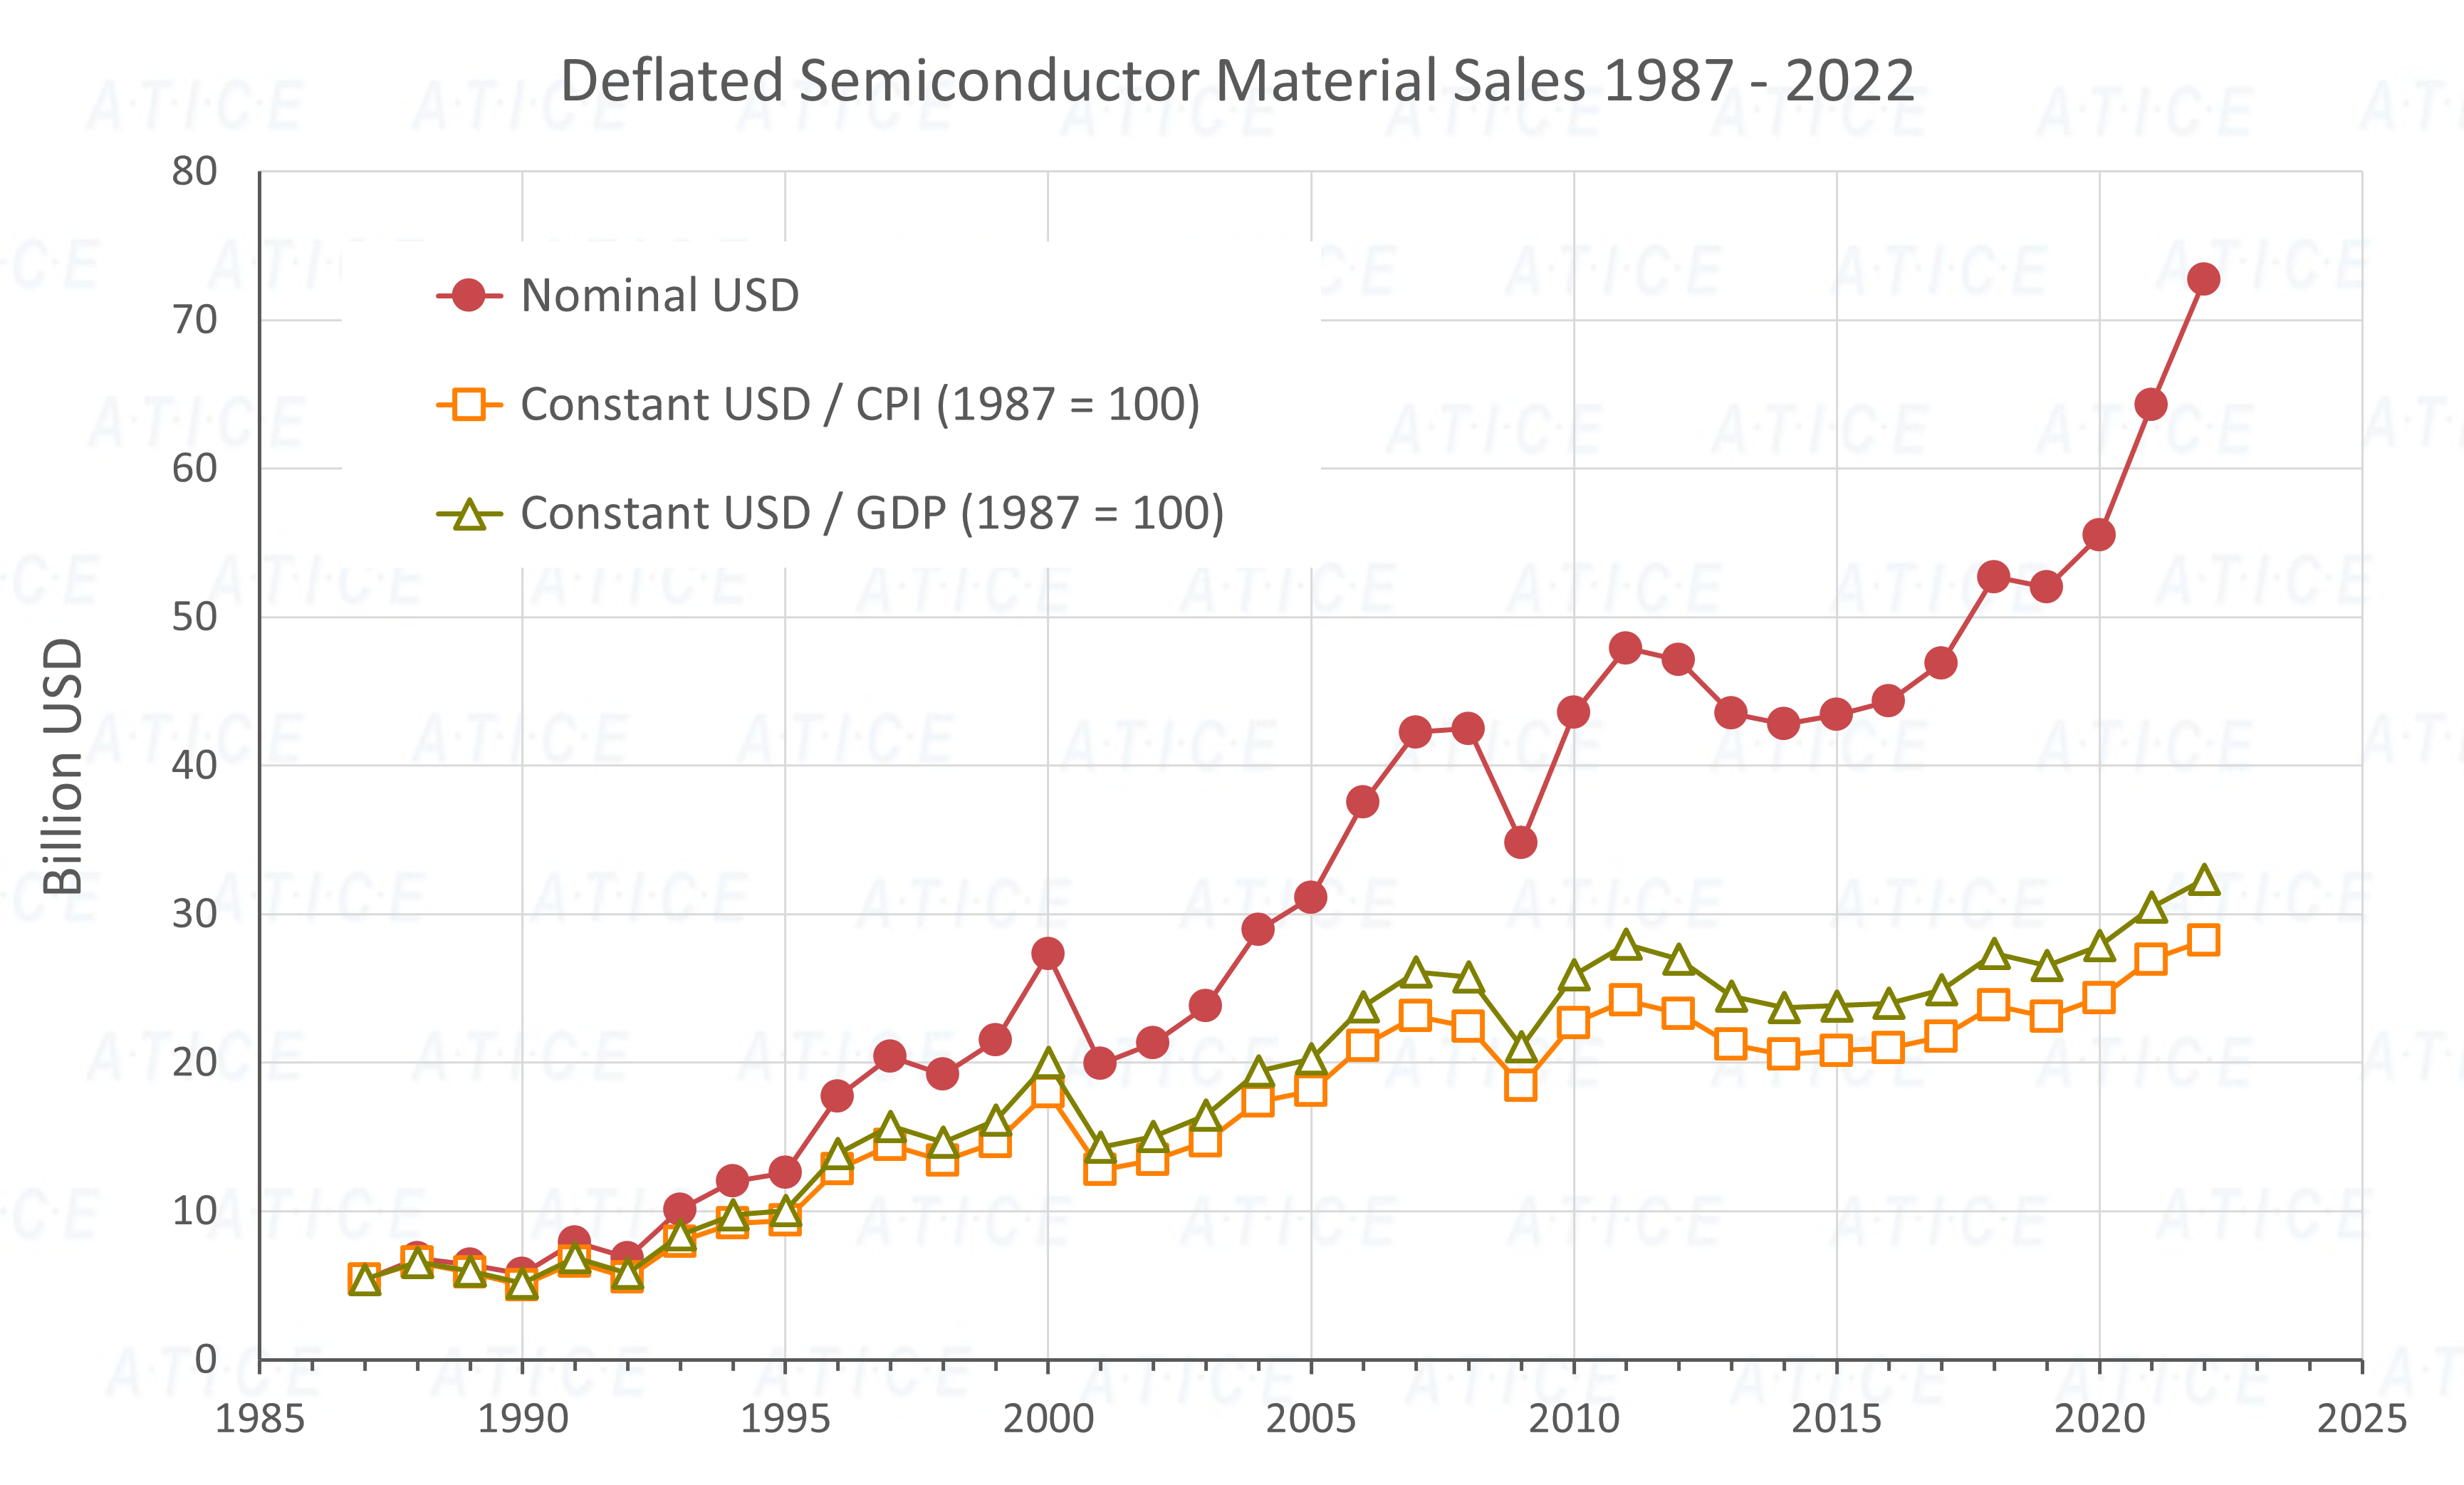 Deflated Semiconductor Material Sales 1987 - 2022
Billion USD
80
70
60
50
40
30
20
10
0
Nominal USD
Constant USD / CPI (1987 = 100)
Constant USD / GDP (1987 = 100)
1985 1990 1995 2000 2005 2010 2015 2020 2025
A·T·I·C·E